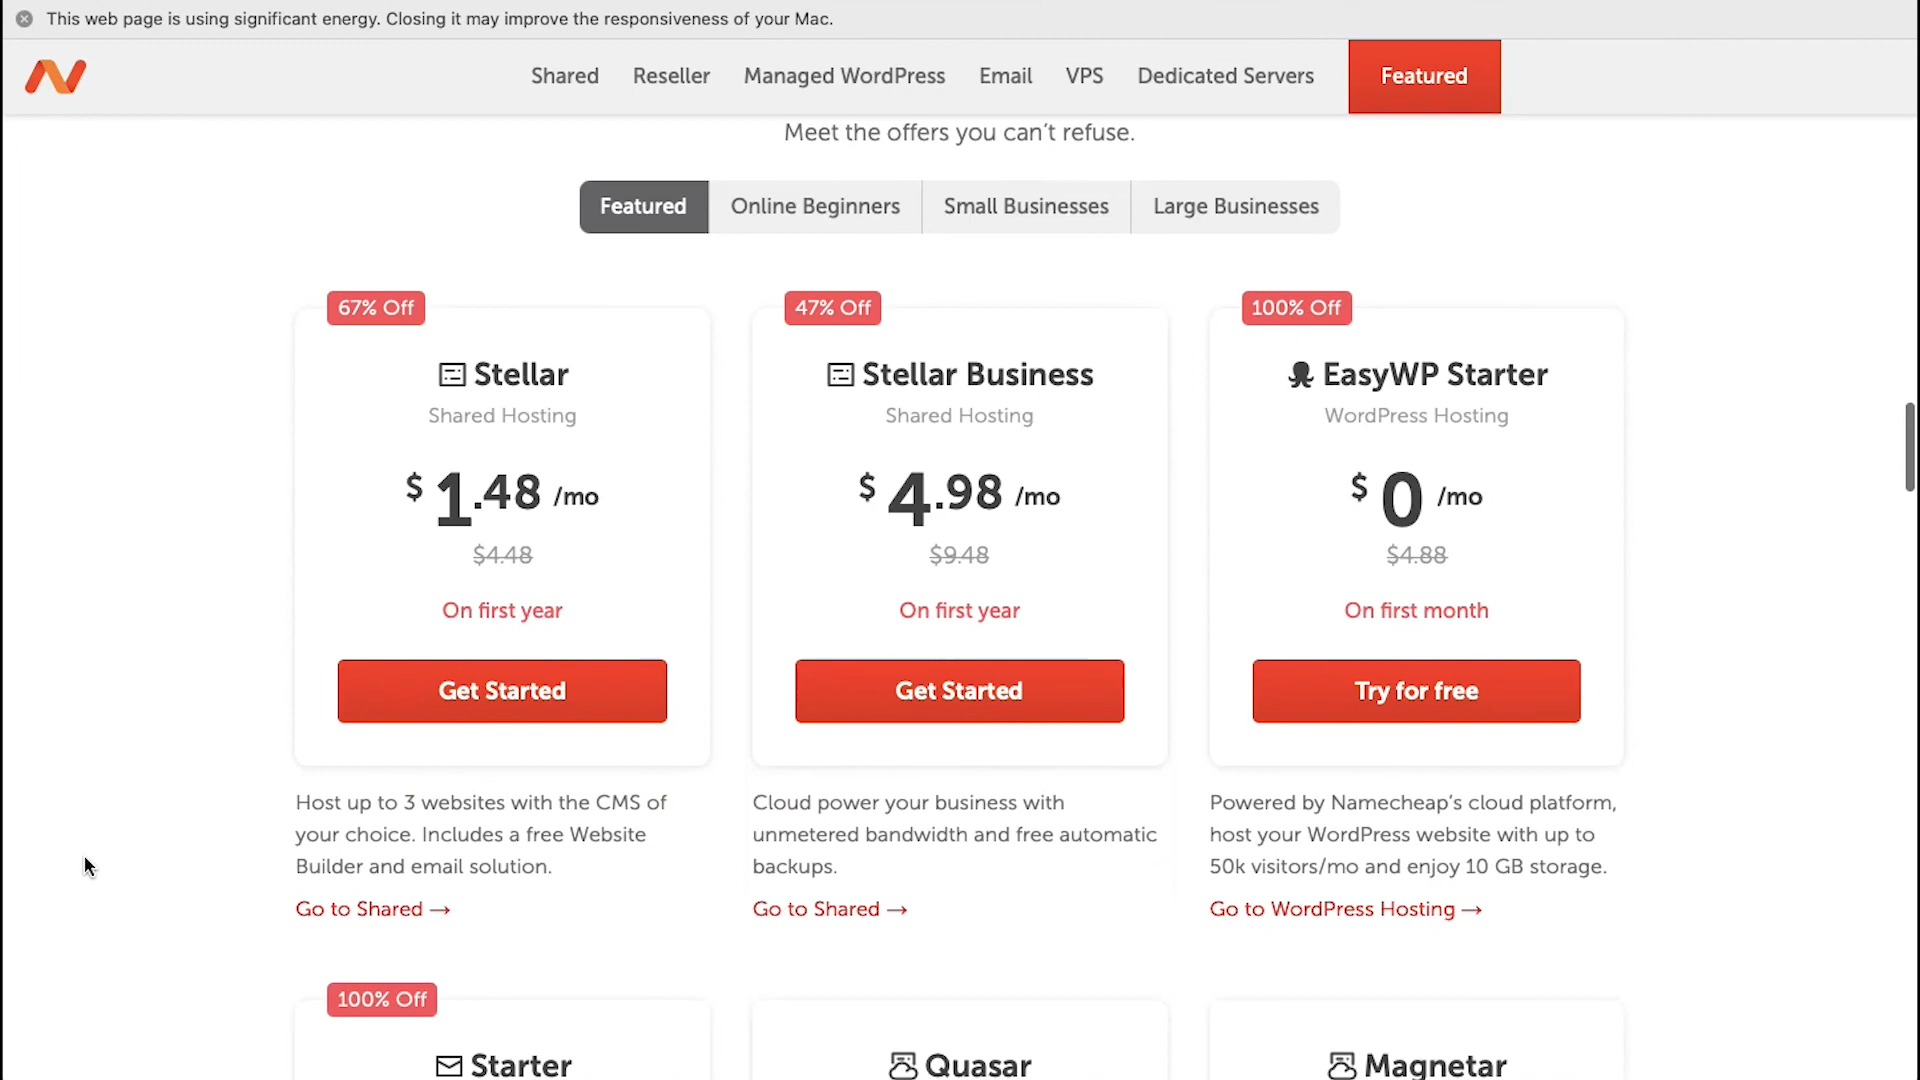 This web page is using significant energy. Closing it may improve the responsiveness of your Mac.
Shared Reseller Managed WordPress Email VPS Dedicated Servers Featured
Meet the offers you can’t refuse.
Featured Online Beginners Small Businesses Large Businesses
67% Off
Stellar
Shared Hosting
$1.48 /mo
$4.48
On first year
Get Started
Host up to 3 websites with the CMS of
your choice. Includes a free Website
Builder and email solution.
Go to Shared →
47% Off
Stellar Business
Shared Hosting
$4.98 /mo
$9.48
On first year
Get Started
Cloud power your business with
unmetered bandwidth and free automatic
backups.
Go to Shared →
100% Off
EasyWP Starter
WordPress Hosting
$0 /mo
$4.88
On first month
Try for free
Powered by Namecheap’s cloud platform,
host your WordPress website with up to
50k visitors/mo and enjoy 10 GB storage.
Go to WordPress Hosting →
100% Off
Starter
Quasar
Magnetar